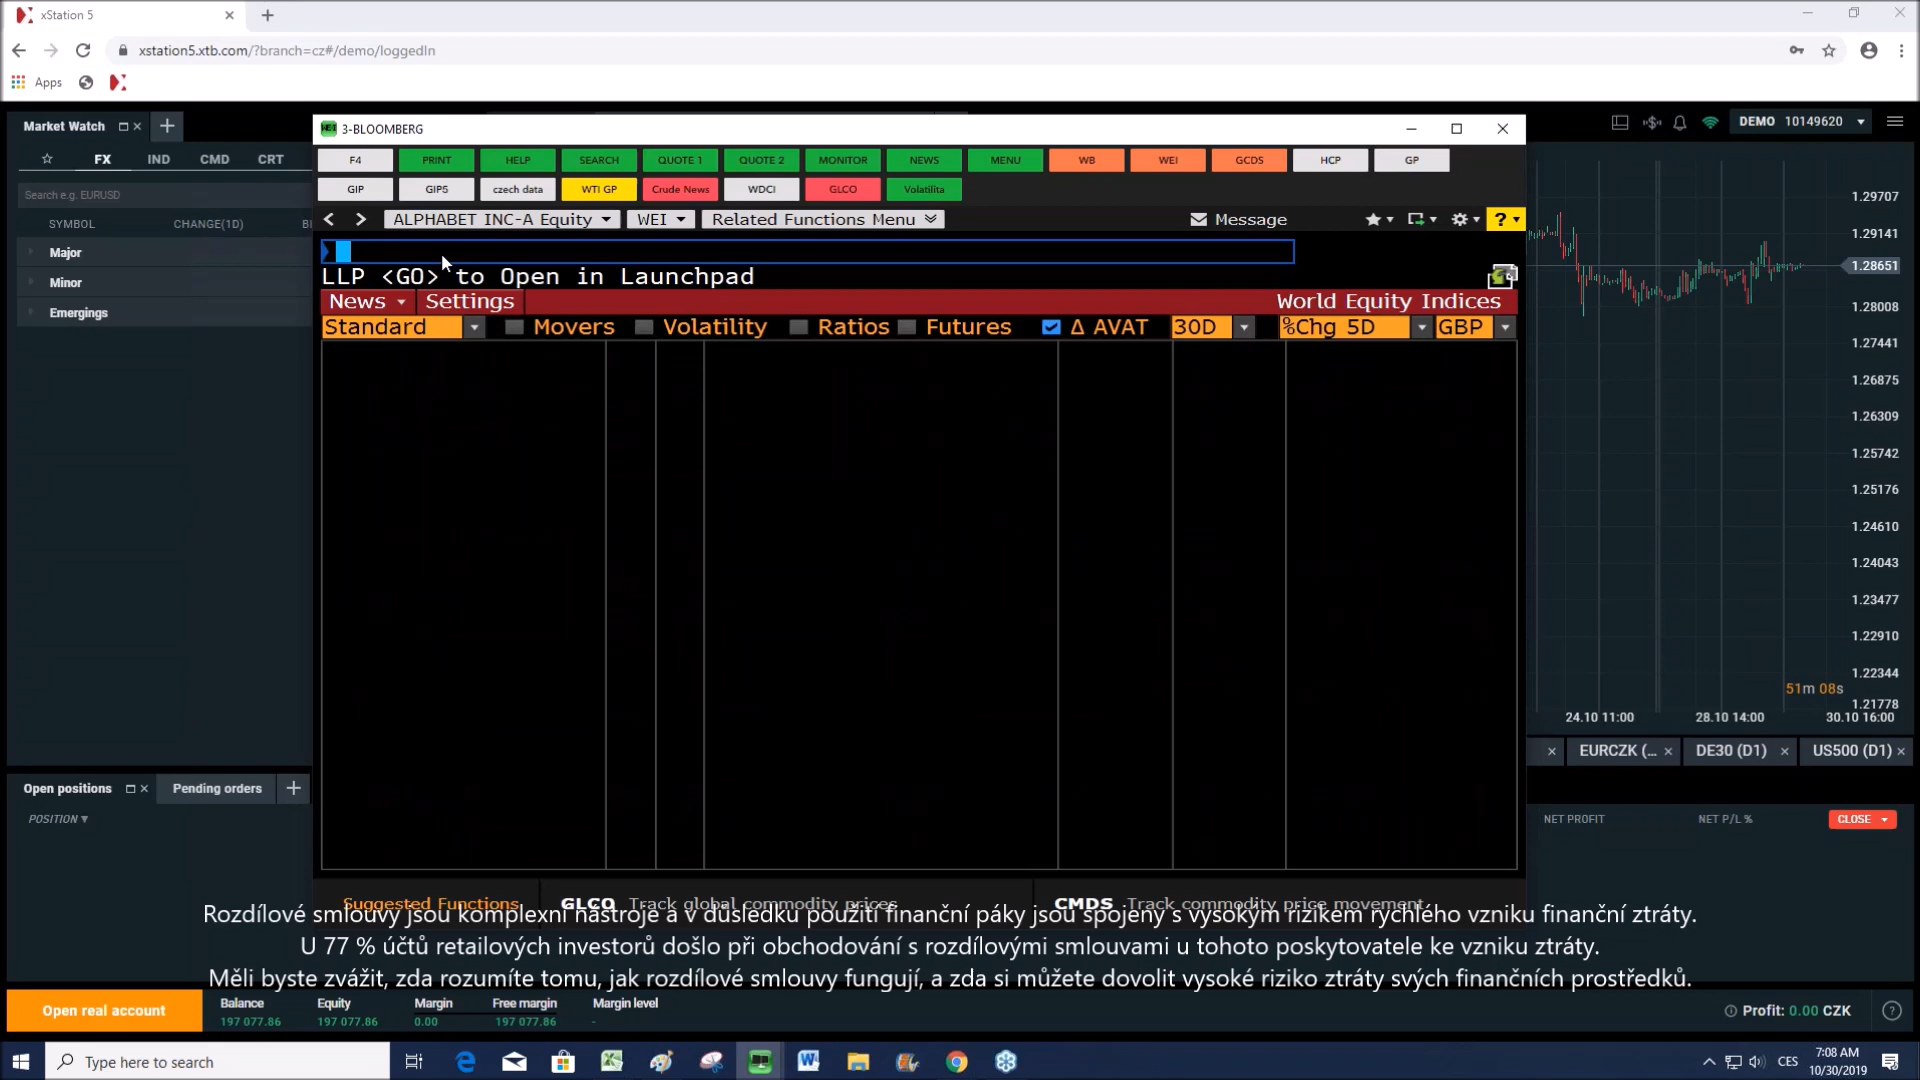 xStation 5
xstation5.xtb.com/?branch=cz#/demo/loggedIn
Apps
Market Watch
FX IND CMD CRT
Search e.g. EURUSD
SYMBOL CHANGE(1D)
Major
Minor
Emergings
DEMO 10149620
3-BLOOMBERG
F4 PRINT HELP SEARCH QUOTE 1 QUOTE 2 MONITOR NEWS MENU WB WEI GCDS HCP GP
GIP GIP5 czech data WTI GP Crude News WDCI GLCO Volatilita
< > ALPHABET INC-A Equity WEI Related Functions Menu Message ?
LLP <GO> to Open in Launchpad
News Settings World Equity Indices
Standard Movers Volatility Ratios Futures Δ AVAT 30D %Chg 5D GBP
1.29707
1.29141
1.28651
1.28008
1.27441
1.26875
1.26309
1.25742
1.25176
1.24610
1.24043
1.23477
1.22910
1.22344
51m 08s
1.21778
24.10 11:00 28.10 14:00 30.10 16:00
EURCZK (... DE30 (D1) US500 (D1)
Open positions Pending orders
POSITION NET PROFIT NET P/L % CLOSE
Suggested Functions GLCO Track global commodity prices CMDS Track commodity price movement
Rozdílové smlouvy jsou komplexní nástroje a v důsledku použití finanční páky jsou spojeny s vysokým rizikem rychlého vzniku finanční ztráty.
U 77 % účtů retailových investorů došlo při obchodování s rozdílovými smlouvami u tohoto poskytovatele ke vzniku ztráty.
Měli byste zvážit, zda rozumíte tomu, jak rozdílové smlouvy fungují, a zda si můžete dovolit vysoké riziko ztráty svých finančních prostředků.
Open real account
Balance Equity Margin Free margin Margin level
197 077.86 197 077.86 0.00 197 077.86 -
Profit: 0.00 CZK
Type here to search
CES
7:08 AM
10/30/2019